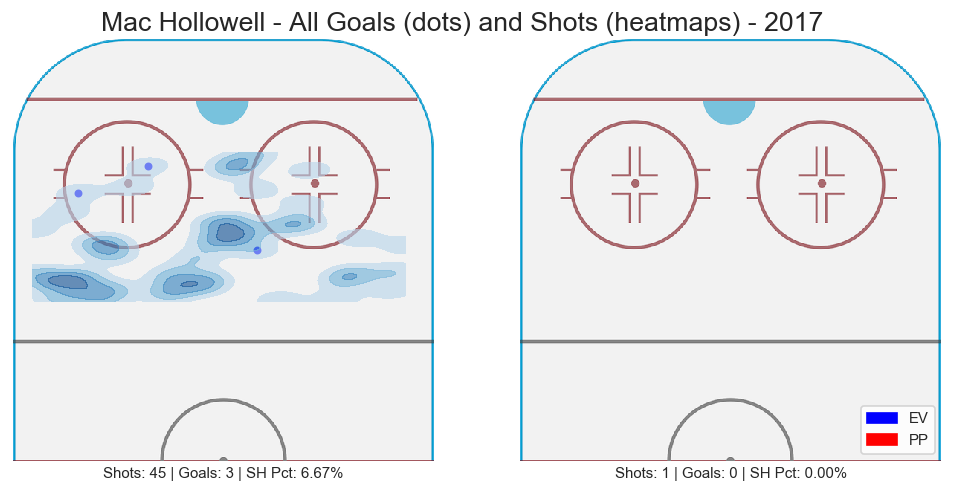 Mac Hollowell - All Goals (dots) and Shots (heatmaps) - 2017
EV
PP
Shots: 45 | Goals: 3 | SH Pct: 6.67%
Shots: 1 | Goals: 0 | SH Pct: 0.00%